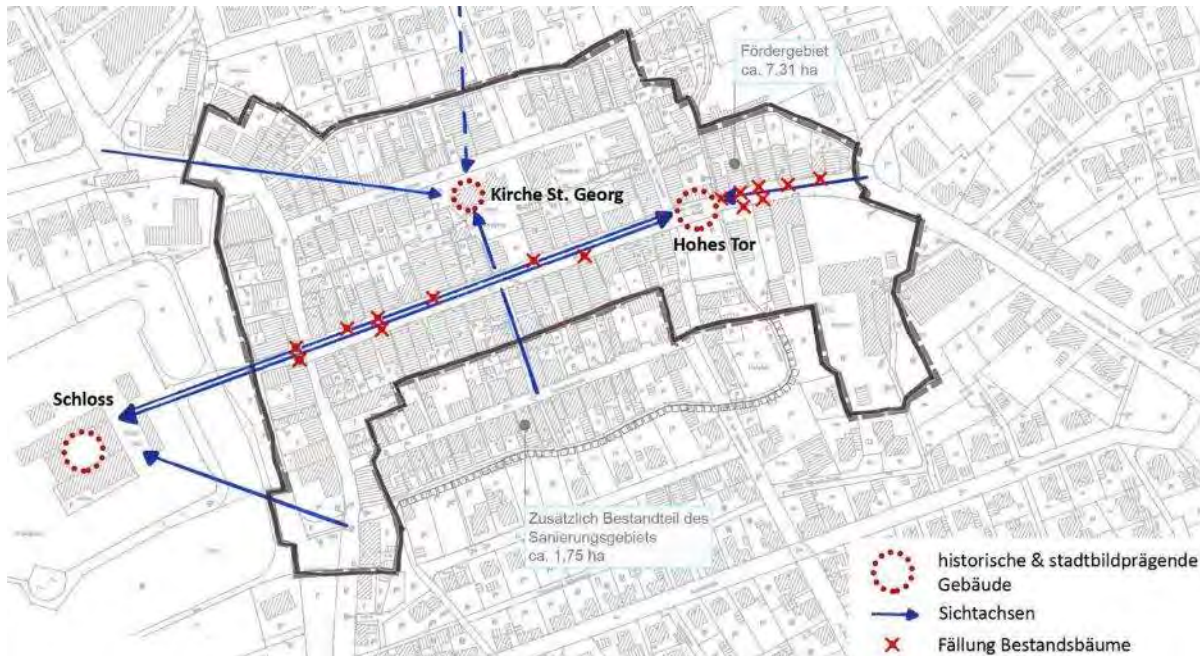 Fördergebiet
ca. 7.31 ha
Kirche St. Georg
Hohes Tor
Schloss
Zusätzlich Bestandteil des
Sanierungsgebiets
ca. 1,75 ha
historische & stadtbildprägende
Gebäude
Sichtachsen
Fällung Bestandsbäume